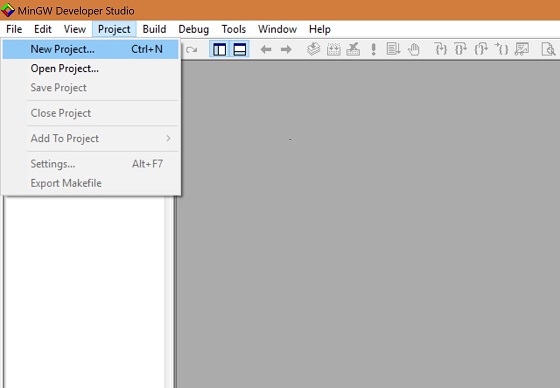 MinGW Developer Studio
File Edit View Project Build Debug Tools Window Help
New Project... Ctrl+N
Open Project...
Save Project
Close Project
Add To Project
Settings... Alt+F7
Export Makefile